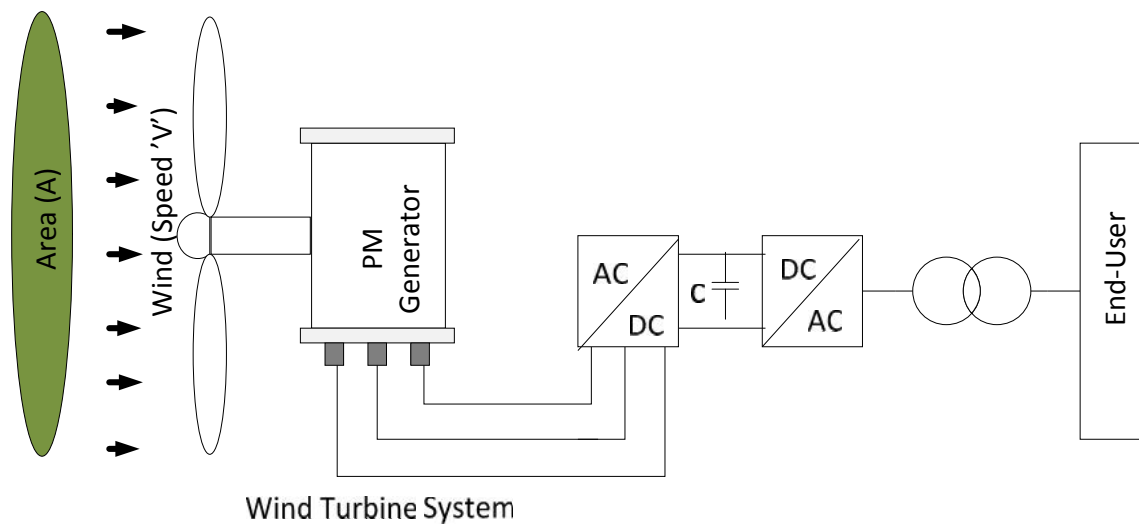 Area (A)
Wind (Speed ’V’)
PM
Generator
AC
DC
C
DC
AC
End-User
Wind Turbine System